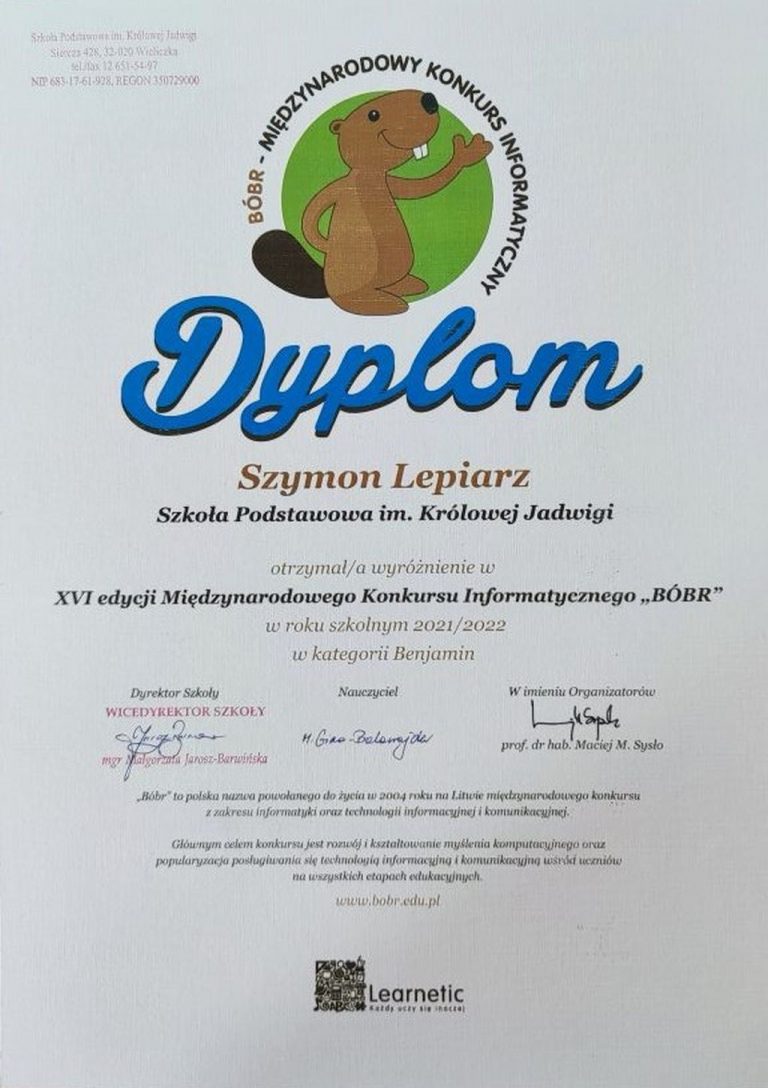 Szkoła Podstawowa im. Królowej Jadwigi
Siercza 428, 32-020 Wieliczka
tel./fax 12 651-54-97
NIP 683-17-61-928, REGON 350729000
BÓBR - MIĘDZYNARODOWY KONKURS INFORMATYCZNY
Dyplom
Szymon Lepiarz
Szkoła Podstawowa im. Królowej Jadwigi
otrzymał/a wyróżnienie w
XVI edycji Międzynarodowego Konkursu Informatycznego „BÓBR”
w roku szkolnym 2021/2022
w kategorii Benjamin
Dyrektor Szkoły Nauczyciel W imieniu Organizatorów
WICEDYREKTOR SZKOŁY
mgr Małgorzata Jarosz-Barwińska prof. dr hab. Maciej M. Sysło
„Bóbr” to polska nazwa powołanego do życia w 2004 roku na Litwie międzynarodowego konkursu
z zakresu informatyki oraz technologii informacyjnej i komunikacyjnej.
Głównym celem konkursu jest rozwój i kształtowanie myślenia komputacyjnego oraz
popularyzacja posługiwania się technologią informacyjną i komunikacyjną wśród uczniów
na wszystkich etapach edukacyjnych.
www.bobr.edu.pl
Learnetic
Każdy uczy się inaczej